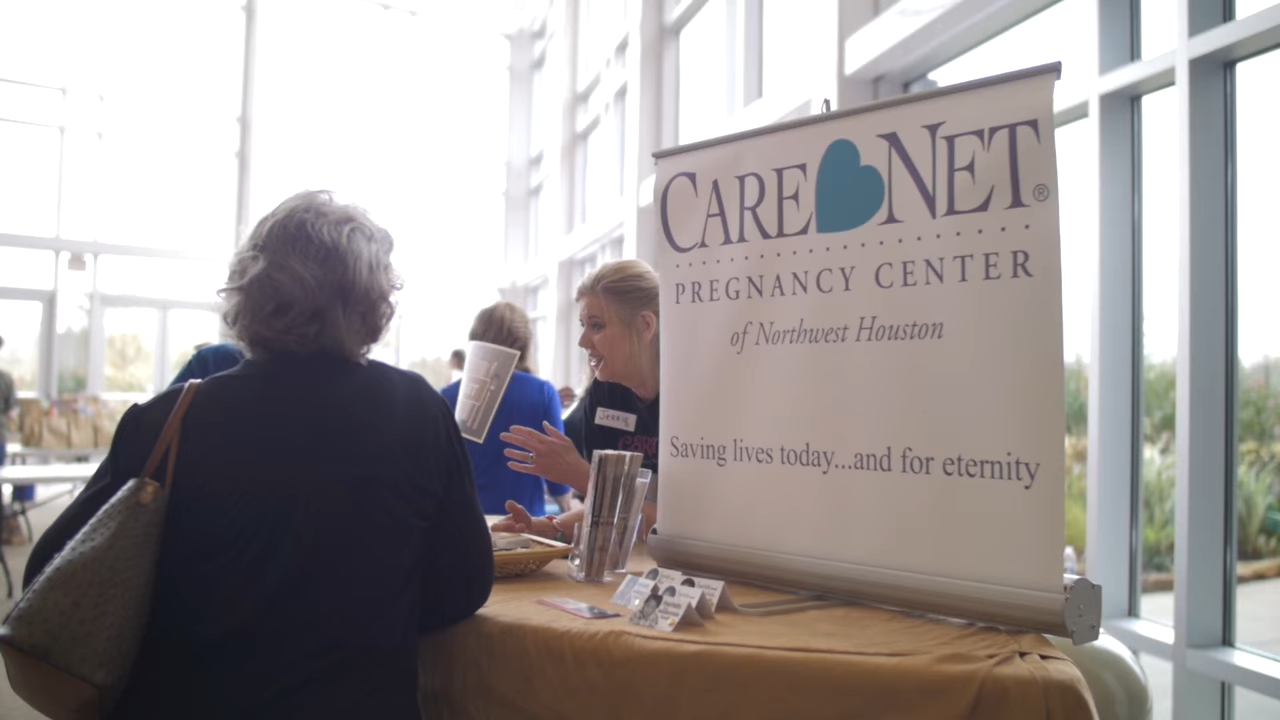 CARE NET®
PREGNANCY CENTER
of Northwest Houston
Saving lives today...and for eternity